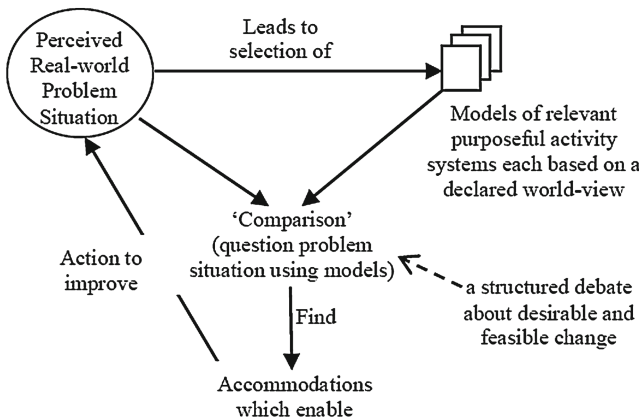 Perceived
Real-world
Problem
Situation
Leads to
selection of
Models of relevant
purposeful activity
systems each based on a
declared world-view
‘Comparison’
(question problem
situation using models)
Action to
improve
a structured debate
about desirable and
feasible change
Find
Accommodations
which enable